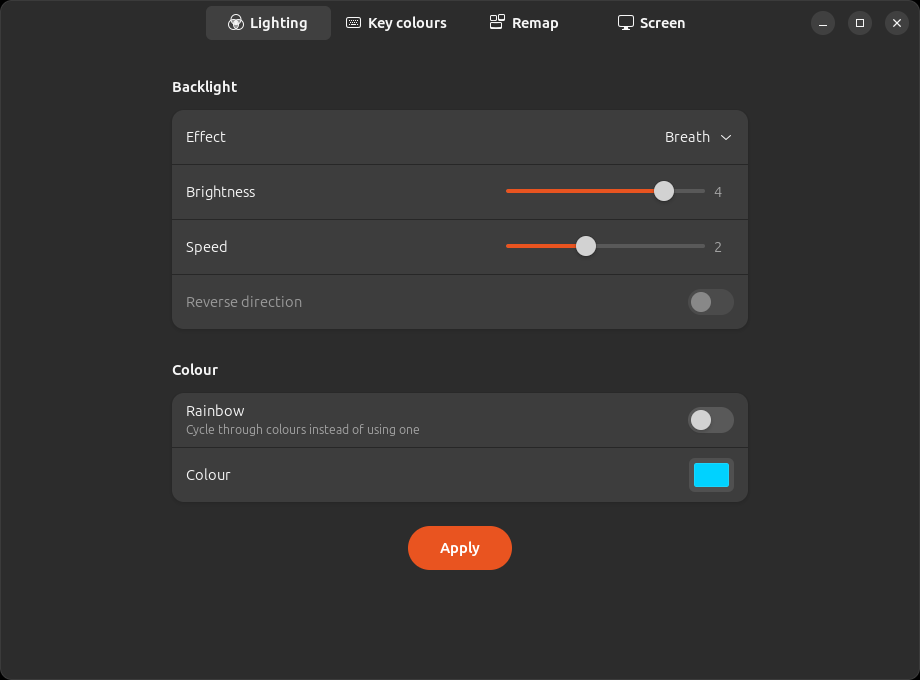 Lighting
Key colours
Remap
Screen
Backlight
Effect
Breath
Brightness
4
Speed
2
Reverse direction
Colour
Rainbow
Cycle through colours instead of using one
Colour
Apply